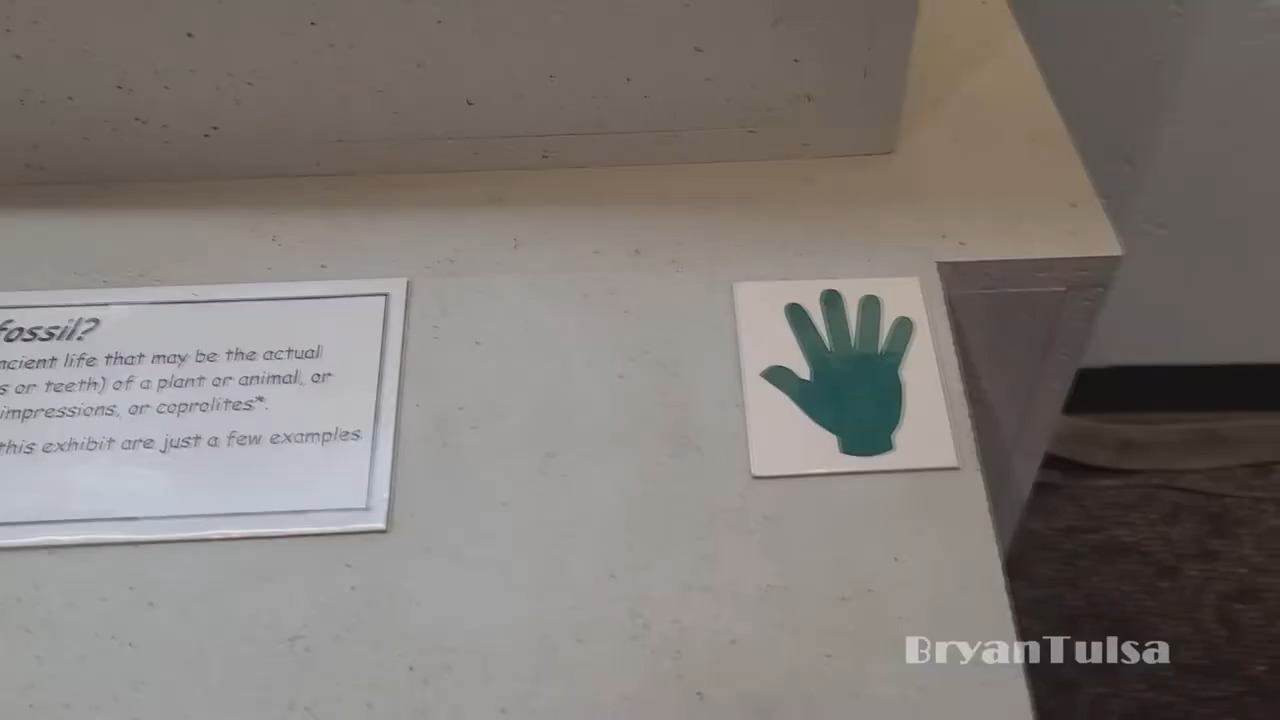 fossil?
ncient life that may be the actual
s or teeth) of a plant or animal, or
impressions, or coprolites*.
this exhibit are just a few examples
BryanTulsa